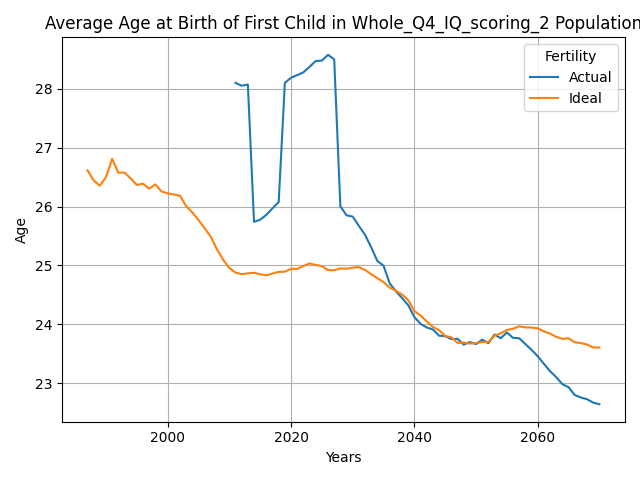 Average Age at Birth of First Child in Whole_Q4_IQ_scoring_2 Population
Fertility
Actual
Ideal
28
27
26
25
24
23
Age
2000
2020
2040
2060
Years